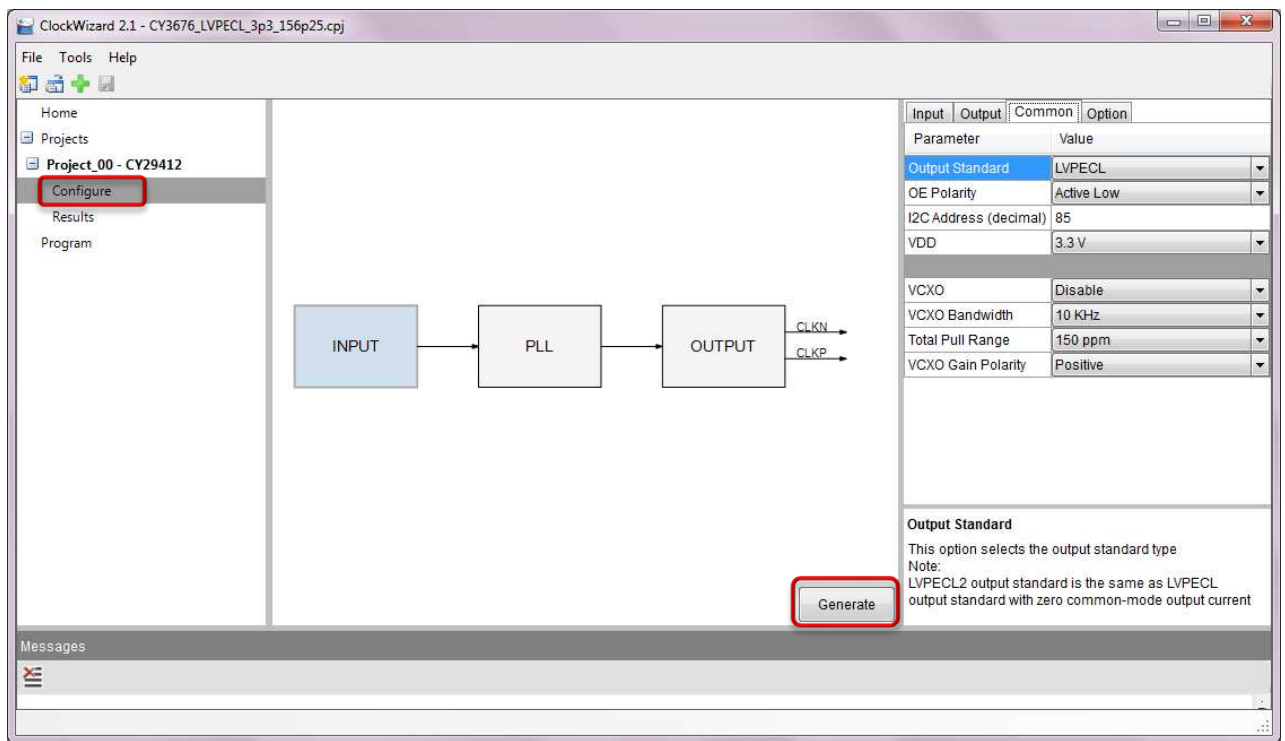 ClockWizard 2.1 - CY3676_LVPECL_3p3_156p25.cpj
File Tools Help
Home
Projects
Project_00 - CY29412
Configure
Results
Program
INPUT
PLL
OUTPUT
CLKN
CLKP
Generate
Input Output Common Option
Parameter Value
Output Standard LVPECL
OE Polarity Active Low
I2C Address (decimal) 85
VDD 3.3 V
VCXO Disable
VCXO Bandwidth 10 KHz
Total Pull Range 150 ppm
VCXO Gain Polarity Positive
Output Standard
This option selects the output standard type
Note:
LVPECL2 output standard is the same as LVPECL
output standard with zero common-mode output current
Messages